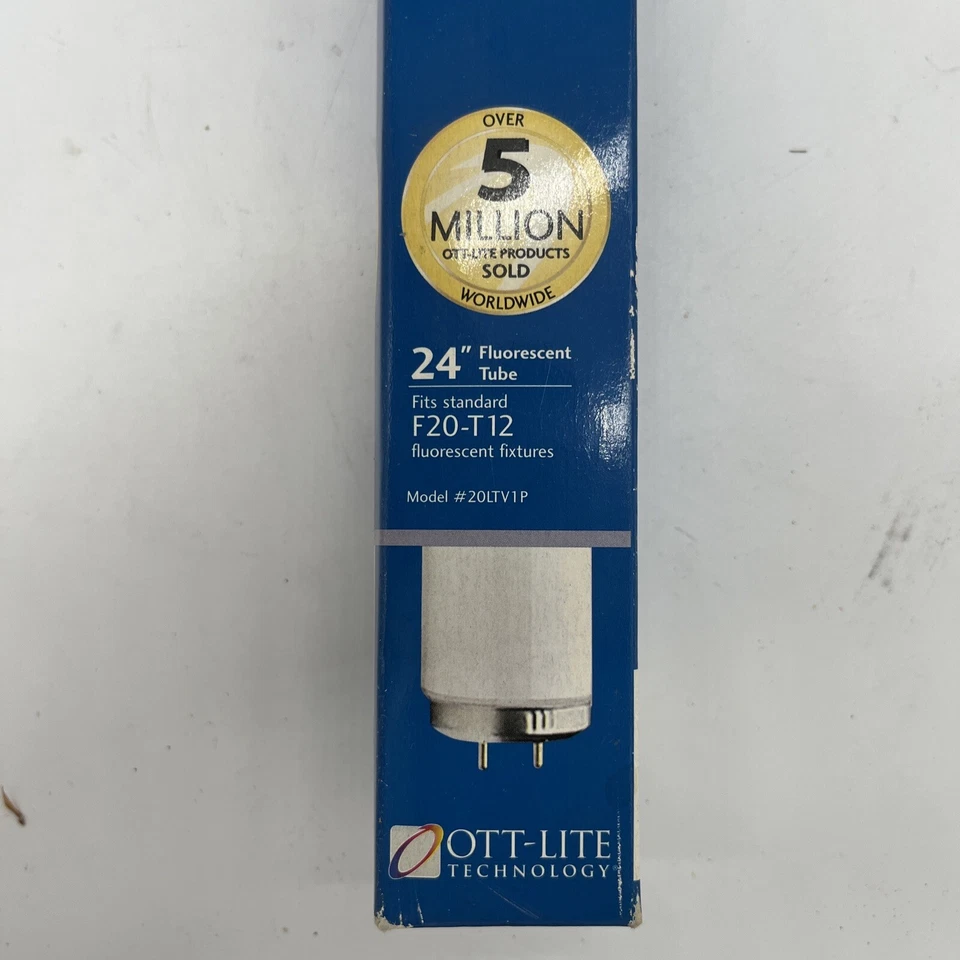 OVER
5
MILLION
OTT-LITE PRODUCTS
SOLD
WORLDWIDE
24" Fluorescent
Tube
Fits standard
F20-T12
fluorescent fixtures
Model #20LTV1P
OTT-LITE
TECHNOLOGY®